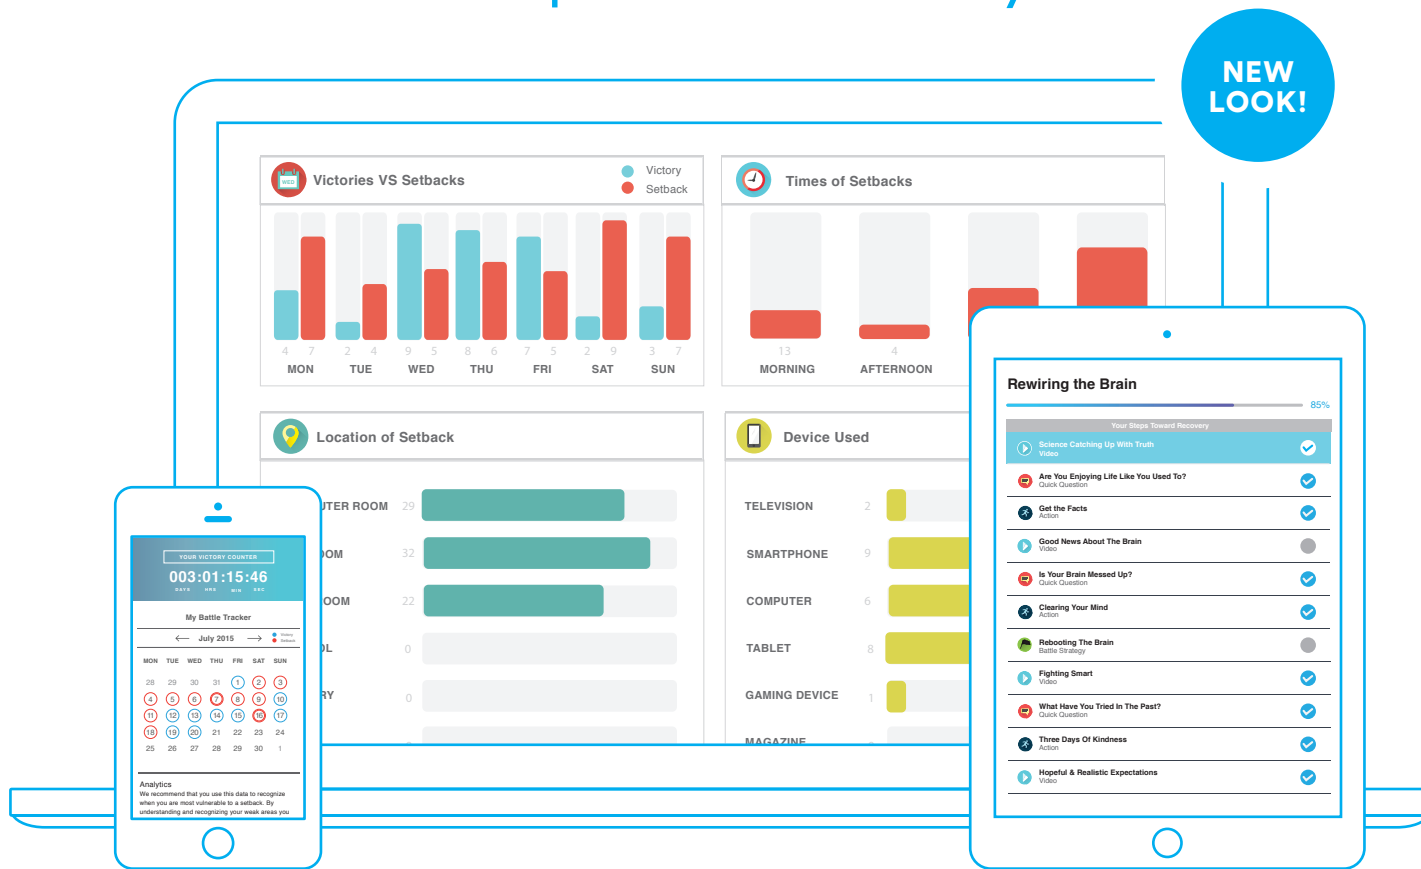 NEW
LOOK!
WED
Victories VS Setbacks
Victory
Setback
4 7 2 4 9 5 8 6 7 5 2 9 3 7
MON TUE WED THU FRI SAT SUN
Times of Setbacks
13 4
MORNING AFTERNOON
Location of Setback
UTER ROOM 29
OOM 32
OOM 22
OL 0
RY 0
Device Used
TELEVISION 2
SMARTPHONE 9
COMPUTER 6
TABLET 8
GAMING DEVICE 1
MAGAZINE
YOUR VICTORY COUNTER
003:01:15:46
DAYS HRS MIN SEC
My Battle Tracker
← July 2015 →
Victory
Setback
MON TUE WED THU FRI SAT SUN
28 29 30 31 1 2 3
4 5 6 7 8 9 10
11 12 13 14 15 16 17
18 19 20 21 22 23 24
25 26 27 28 29 30 1
Analytics
We recommend that you use this data to recognize
when you are most vulnerable to a setback. By
understanding and recognizing your weak areas you
Rewiring the Brain
85%
Your Steps Toward Recovery
Science Catching Up With Truth
Video
Are You Enjoying Life Like You Used To?
Quick Question
Get the Facts
Action
Good News About The Brain
Video
Is Your Brain Messed Up?
Quick Question
Clearing Your Mind
Action
Rebooting The Brain
Battle Strategy
Fighting Smart
Video
What Have You Tried In The Past?
Quick Question
Three Days Of Kindness
Action
Hopeful & Realistic Expectations
Video